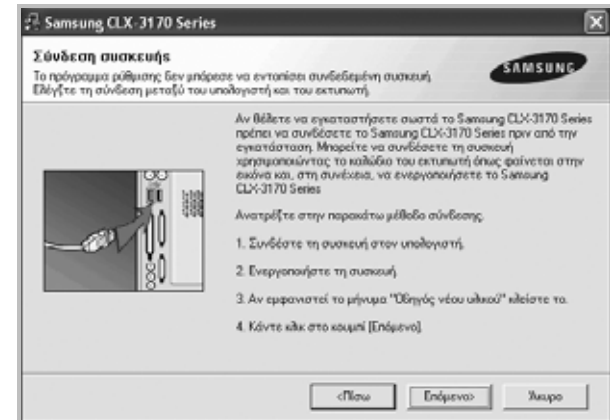 Samsung CLX-3170 Series
Σύνδεση συσκευής
Το πρόγραμμα ρύθμισης δεν μπόρεσε να εντοπίσει συνδεδεμένη συσκευή.
Ελέγξτε τη σύνδεση μεταξύ του υπολογιστή και του εκτυπωτή.
SAMSUNG
Αν θέλετε να εγκαταστήσετε σωστά το Samsung CLX-3170 Series
πρέπει να συνδέσετε το Samsung CLX-3170 Series πριν από την
εγκατάσταση. Μπορείτε να συνδέσετε τη συσκευή
χρησιμοποιώντας το καλώδιο του εκτυπωτή όπως φαίνεται στην
εικόνα και, στη συνέχεια, να ενεργοποιήσετε το Samsung
CLX-3170 Series
Ανατρέξτε στην παρακάτω μέθοδο σύνδεσης.
1. Συνδέστε τη συσκευή στον υπολογιστή.
2. Ενεργοποιήστε τη συσκευή.
3. Αν εμφανιστεί το μήνυμα "Οδηγός νέου υλικού" κλείστε το.
4. Κάντε κλικ στο κουμπί [Επόμενο].
<Πίσω
Επόμενο>
Άκυρο